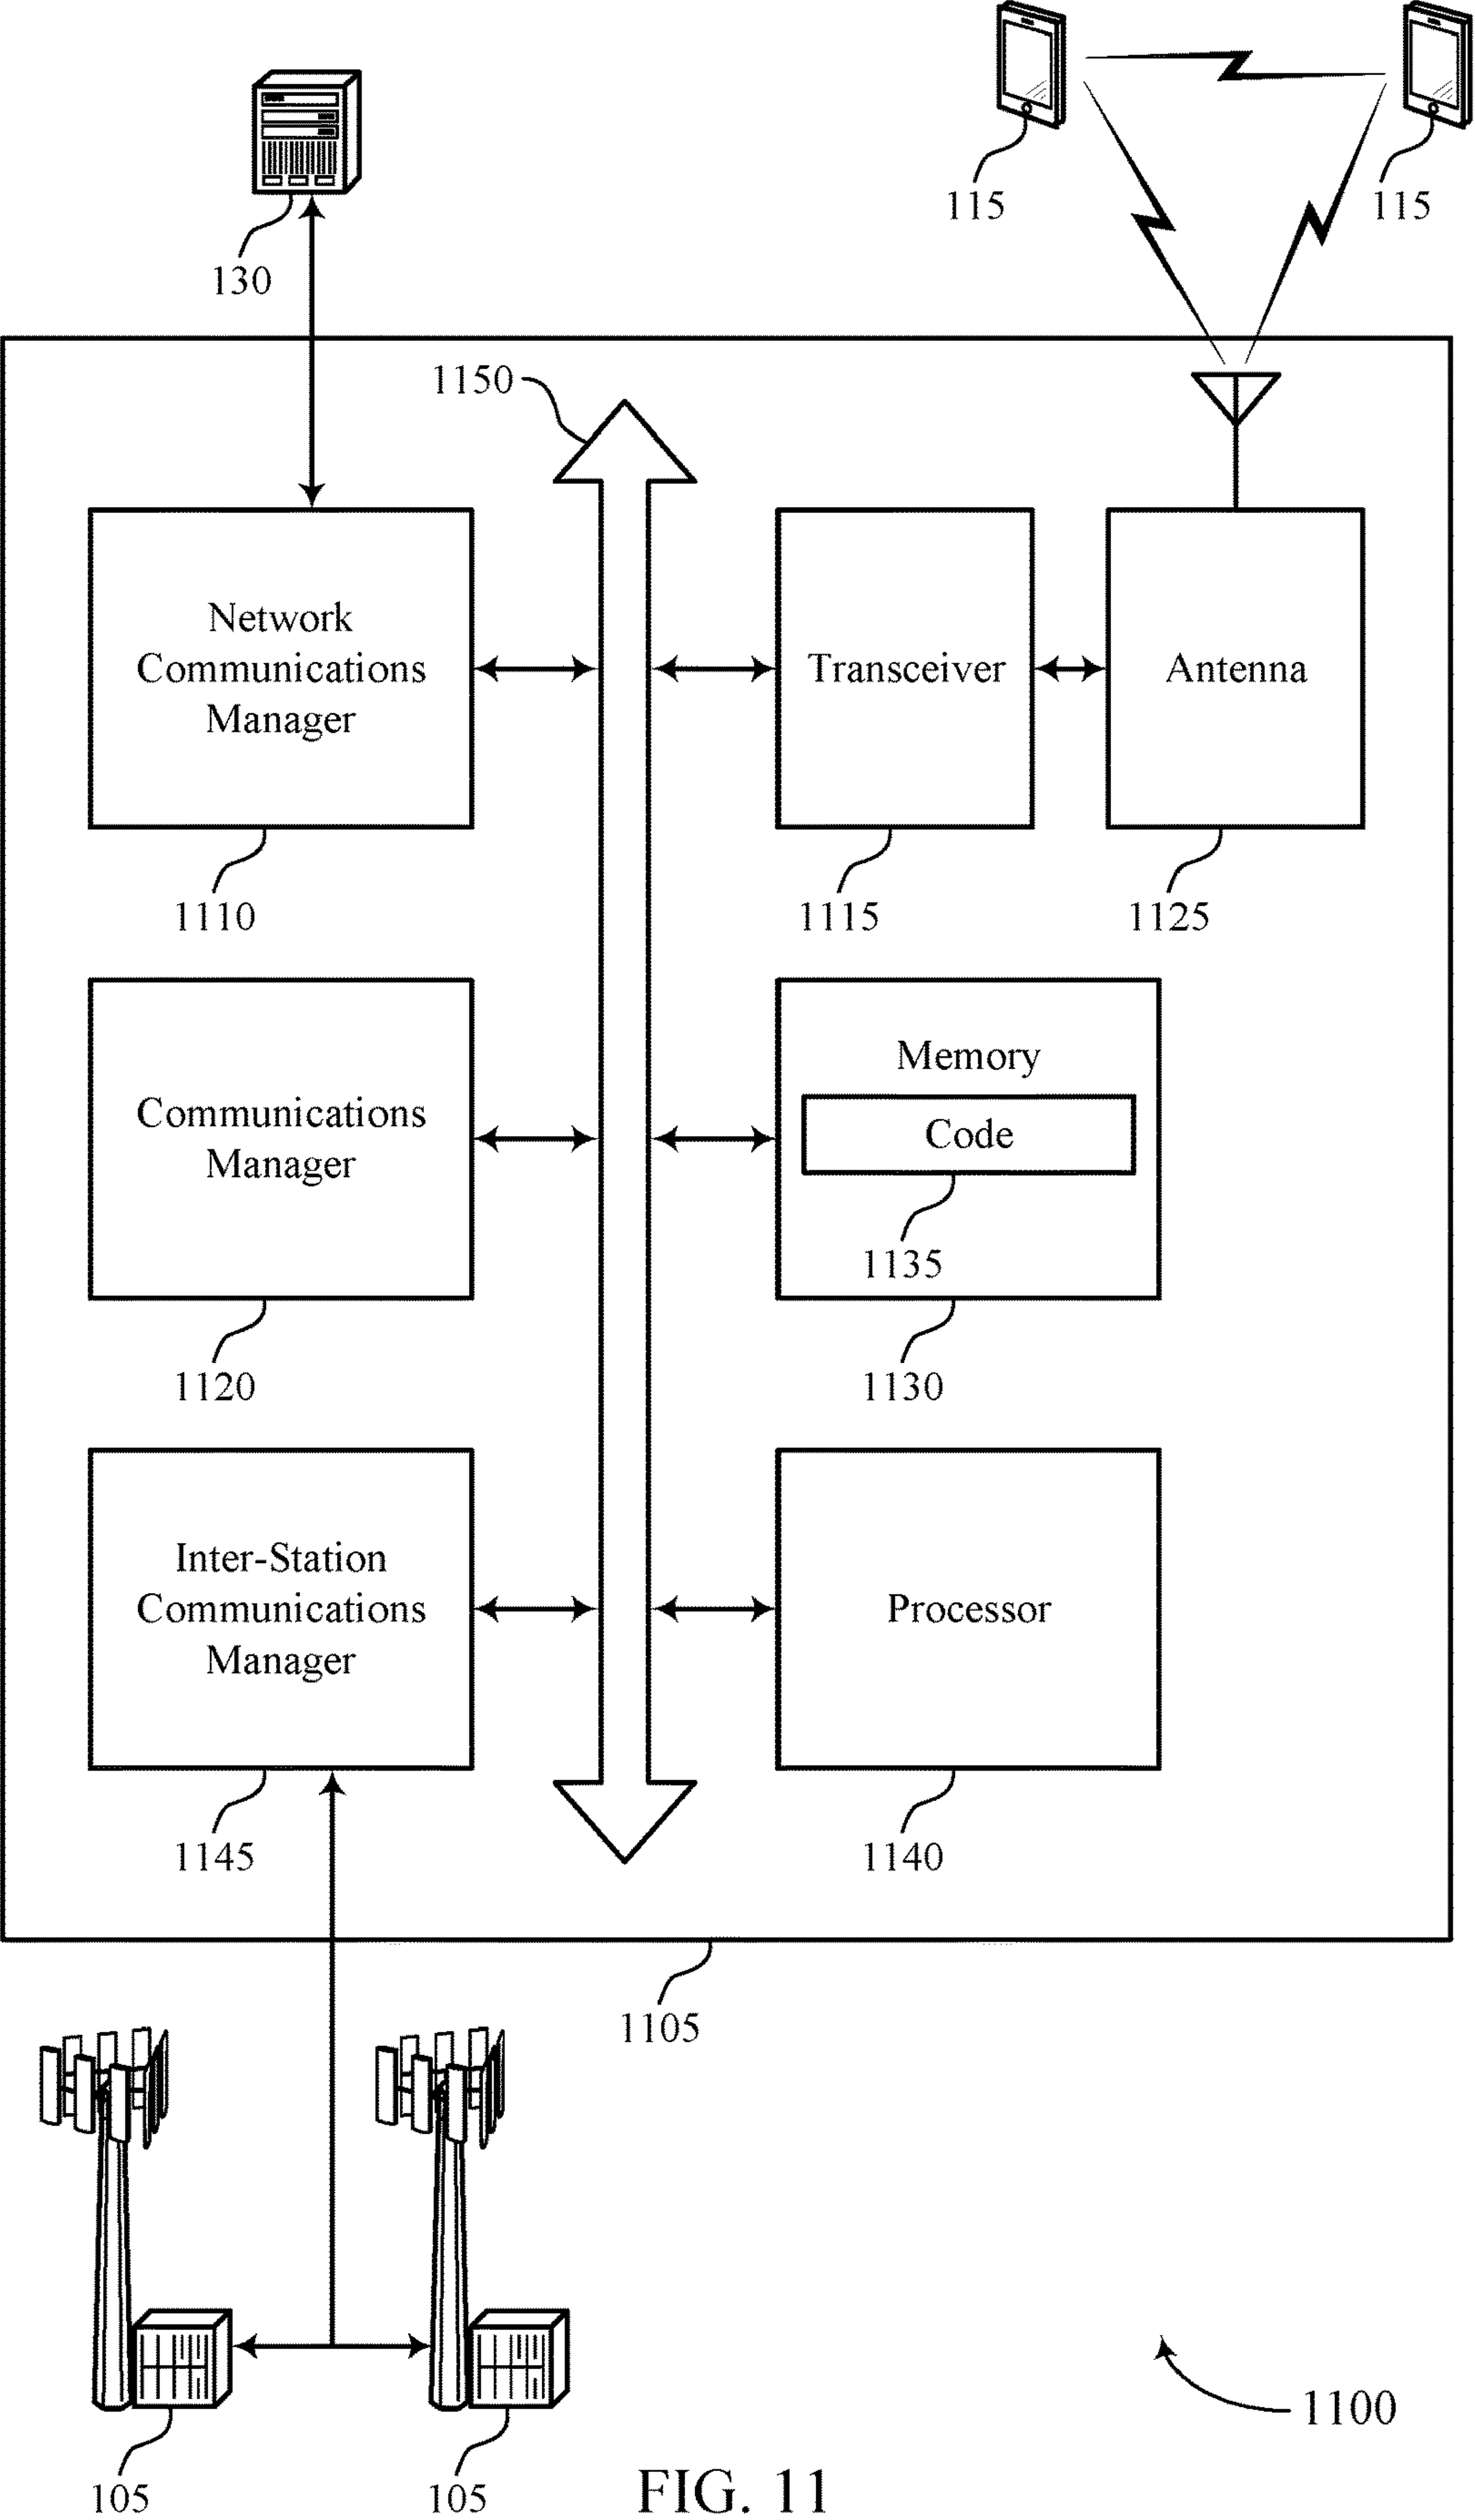 115
115
130
1150
Network
Communications
Manager
Transceiver
Antenna
1110
1115
1125
Communications
Manager
Memory
Code
1135
1120
1130
Inter-Station
Communications
Manager
Processor
1145
1140
1105
1100
105
105
FIG. 11